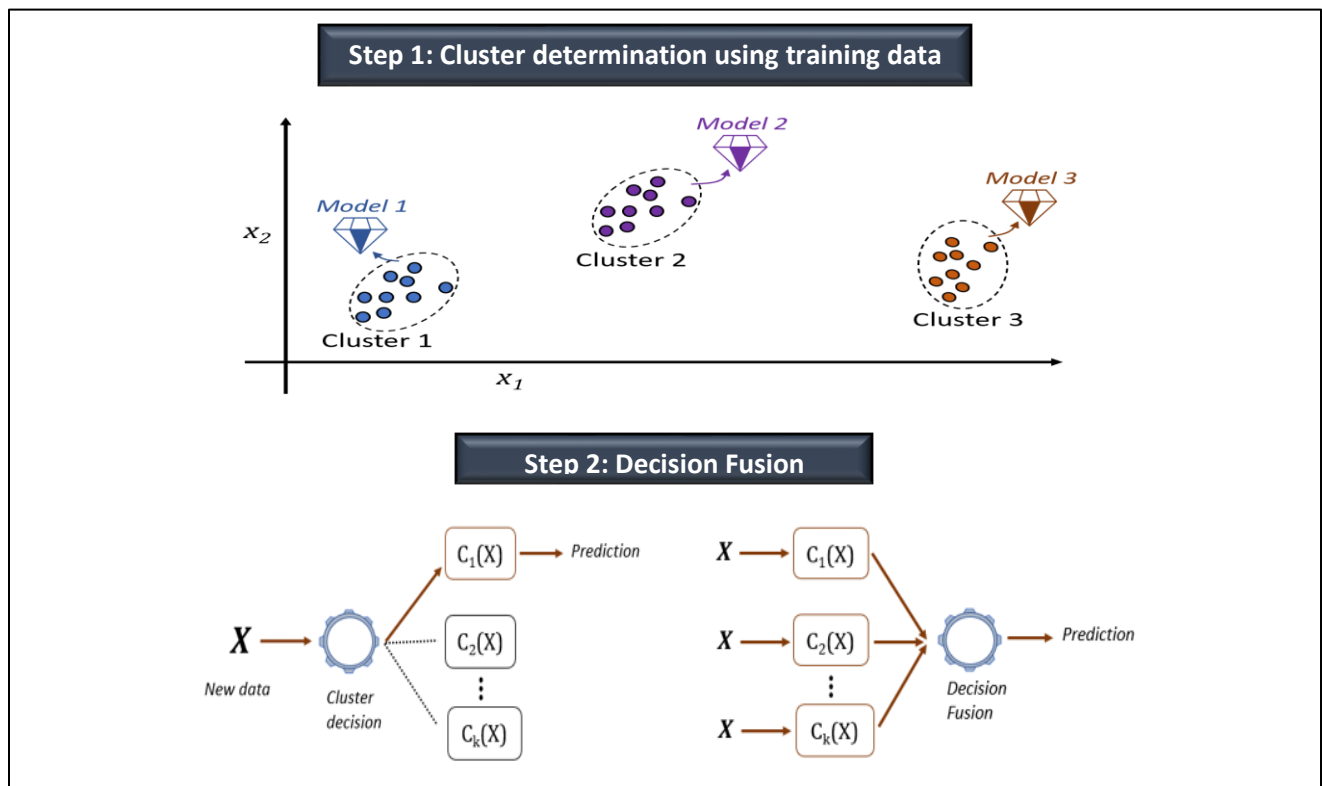 Step 1: Cluster determination using training data
Model 2
Model 3
Model 1
x₂
Cluster 2
Cluster 3
Cluster 1
x₁
Step 2: Decision Fusion
C₁(X)
Prediction
X
C₁(X)
X
New data
Cluster
decision
C₂(X)
X
C₂(X)
Prediction
Decision
Fusion
Cₖ(X)
X
Cₖ(X)